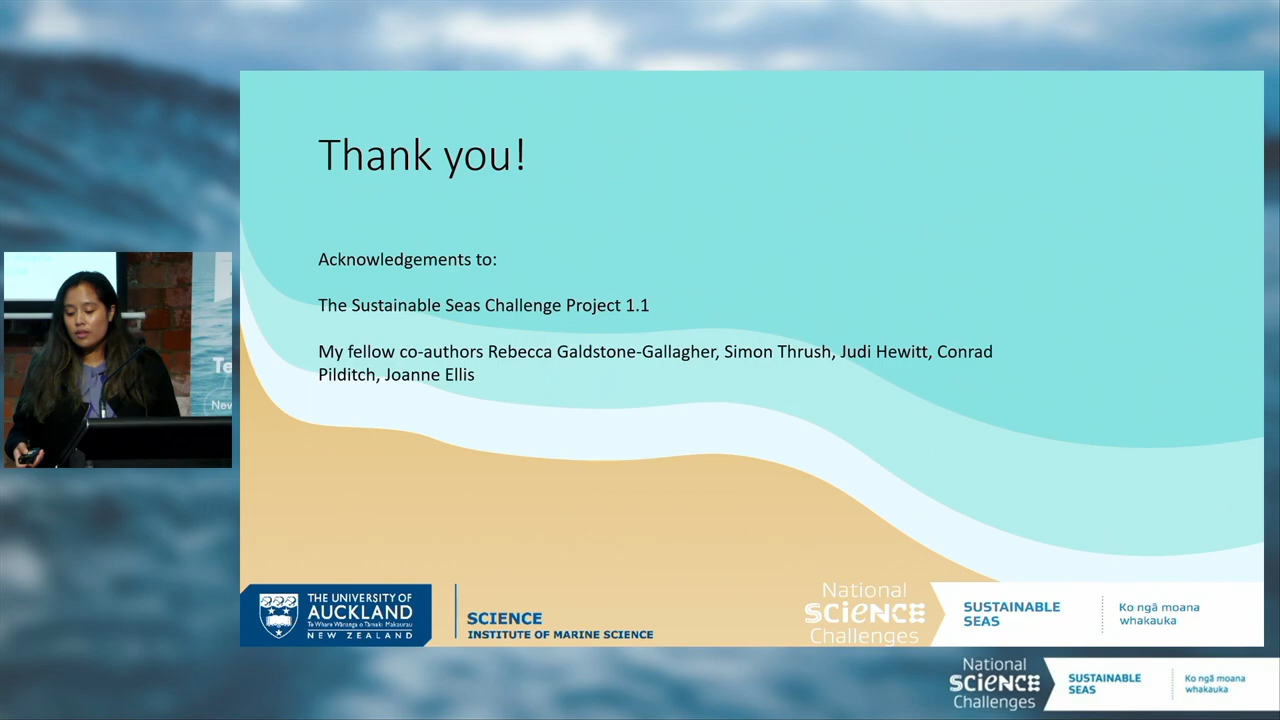 Thank you!
Acknowledgements to:
The Sustainable Seas Challenge Project 1.1
My fellow co-authors Rebecca Galdstone-Gallagher, Simon Thrush, Judi Hewitt, Conrad
Pilditch, Joanne Ellis
Te
New
THE UNIVERSITY OF
AUCKLAND
Te Whare Wānanga o Tāmaki Makaurau
NEW ZEALAND
SCIENCE
INSTITUTE OF MARINE SCIENCE
National
SCIENCE
Challenges
SUSTAINABLE
SEAS
Ko ngā moana
whakauka
National
SCIENCE
Challenges
SUSTAINABLE
SEAS
Ko ngā moana
whakauka